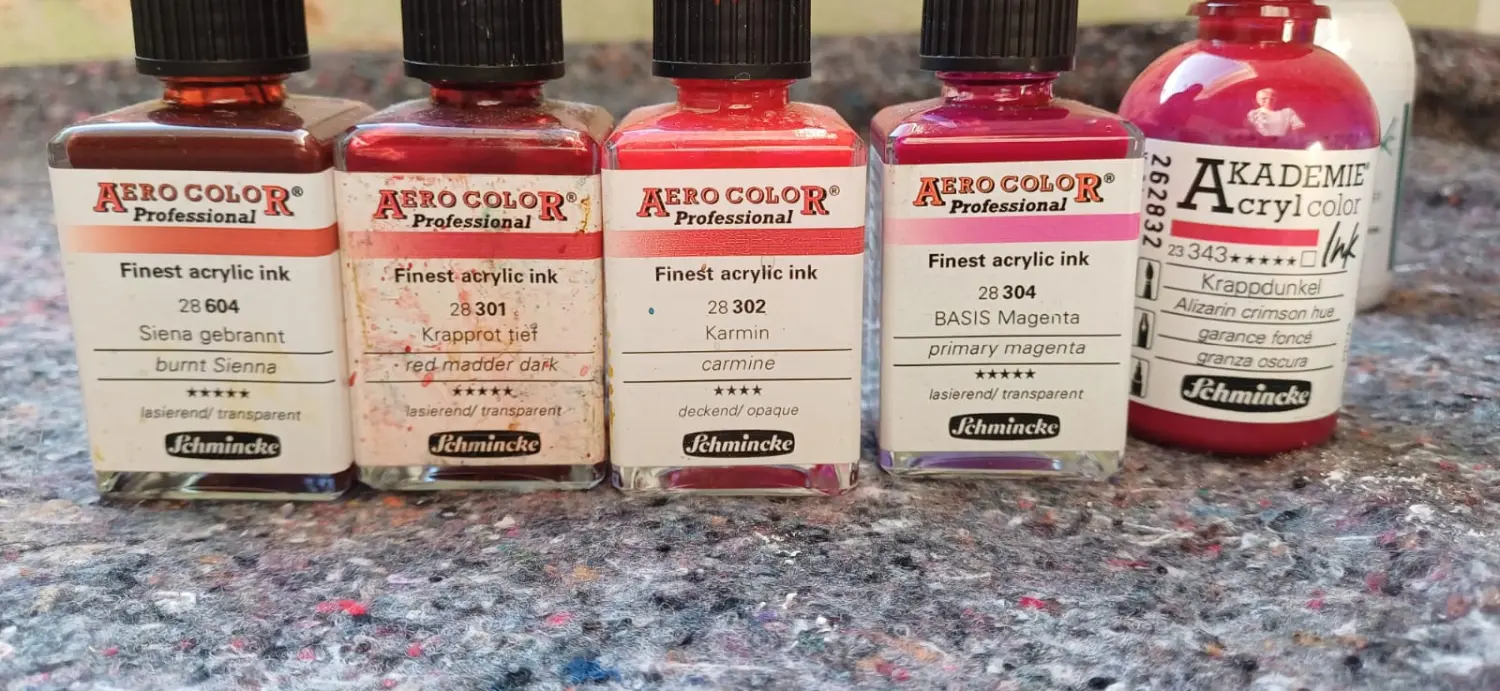 AERO COLOR®
Professional
Finest acrylic ink
28 604
Siena gebrannt
burnt Sienna
★★★★★
lasierend/ transparent
Schmincke
AERO COLOR®
Professional
Finest acrylic ink
28 301
Krapprot tief
red madder dark
★★★★★
lasierend/ transparent
Schmincke
AERO COLOR®
Professional
Finest acrylic ink
28 302
Karmin
carmine
★★★★
deckend/ opaque
Schmincke
AERO COLOR®
Professional
Finest acrylic ink
28 304
BASIS Magenta
primary magenta
★★★★★
lasierend/ transparent
Schmincke
262832
AKADEMIE®
Acryl color
Ink
23 343 ★★★★★
Krappdunkel
Alizarin crimson hue
garance foncé
granza oscura
Schmincke